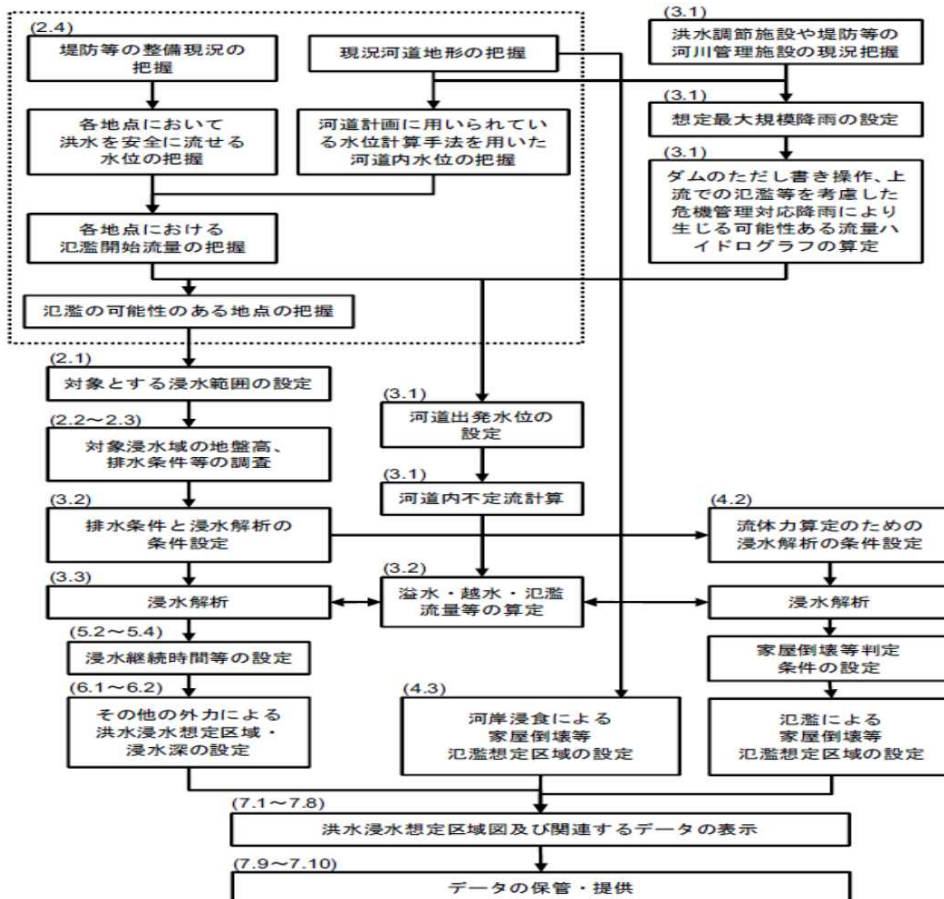 (2.4)
堤防等の整備現況の
把握
現況河道地形の把握
(3.1)
洪水調節施設や堤防等の
河川管理施設の現況把握
各地点において
洪水を安全に流せる
水位の把握
河道計画に用いられてい
る水位計算手法を用いた
河道内水位の把握
(3.1)
想定最大規模降雨の設定
(3.1)
ダムのただし書き操作、上
流での氾濫等を考慮した
危機管理対応降雨により
生じる可能性ある流量ハ
イドログラフの算定
各地点における
氾濫開始流量の把握
氾濫の可能性のある地点の把握
(2.1)
対象とする浸水範囲の設定
(2.2～2.3)
対象浸水域の地盤高、
排水条件等の調査
(3.1)
河道出発水位の
設定
(3.1)
河道内不定流計算
(3.2)
排水条件と浸水解析の
条件設定
(4.2)
流体力算定のための
浸水解析の条件設定
(3.3)
浸水解析
(3.2)
溢水・越水・氾濫
流量等の算定
浸水解析
(5.2～5.4)
浸水継続時間等の設定
家屋倒壊等判定
条件の設定
(6.1～6.2)
その他の外力による
洪水浸水想定区域・
浸水深の設定
(4.3)
河岸浸食による
家屋倒壊等
氾濫想定区域の設定
氾濫による
家屋倒壊等
氾濫想定区域の設定
(7.1～7.8)
洪水浸水想定区域図及び関連するデータの表示
(7.9～7.10)
データの保管・提供